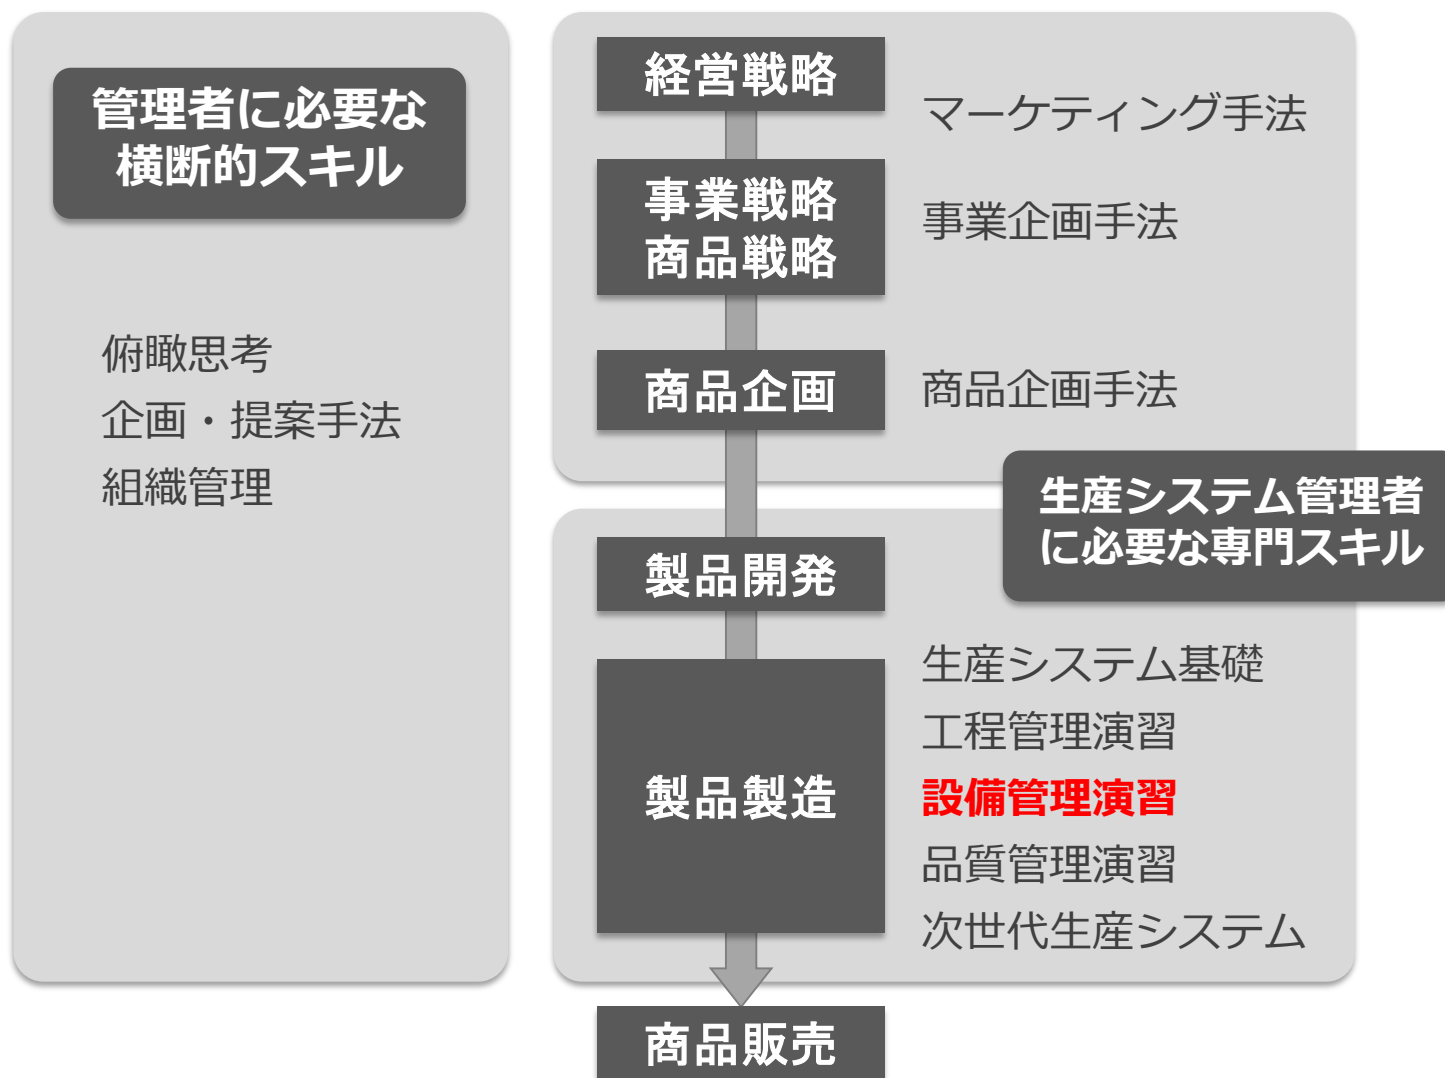 管理者に必要な
横断的スキル
俯瞰思考
企画・提案手法
組織管理
経営戦略
マーケティング手法
事業戦略
商品戦略
事業企画手法
商品企画
商品企画手法
生産システム管理者
に必要な専門スキル
製品開発
製品製造
生産システム基礎
工程管理演習
設備管理演習
品質管理演習
次世代生産システム
商品販売